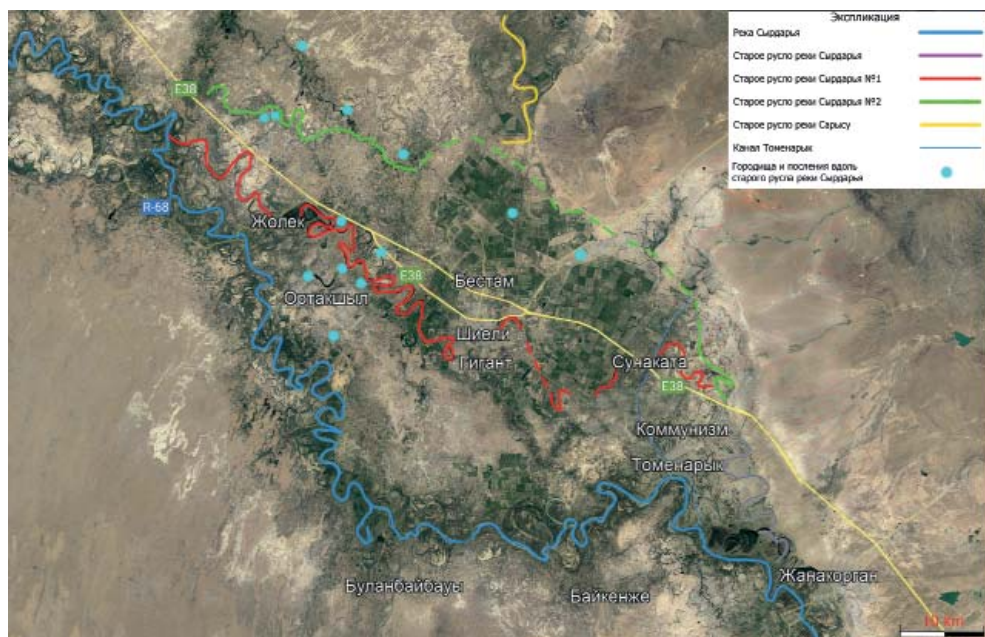 Экспликация
Река Сырдарья
Старое русло реки Сырдарья
Старое русло реки Сырдарья №1
Старое русло реки Сырдарья №2
Старое русло реки Сарысу
Канал Томенарык
Городища и посления вдоль
старого русла реки Сырдарья
E38
R-68
Жолек
E38
Бестам
Остакшыл
Шиели
Гигант
Сунаката
E38
Коммунизм
Томенарык
Жанакорган
Буланбайбауы
Байкенже
10 km